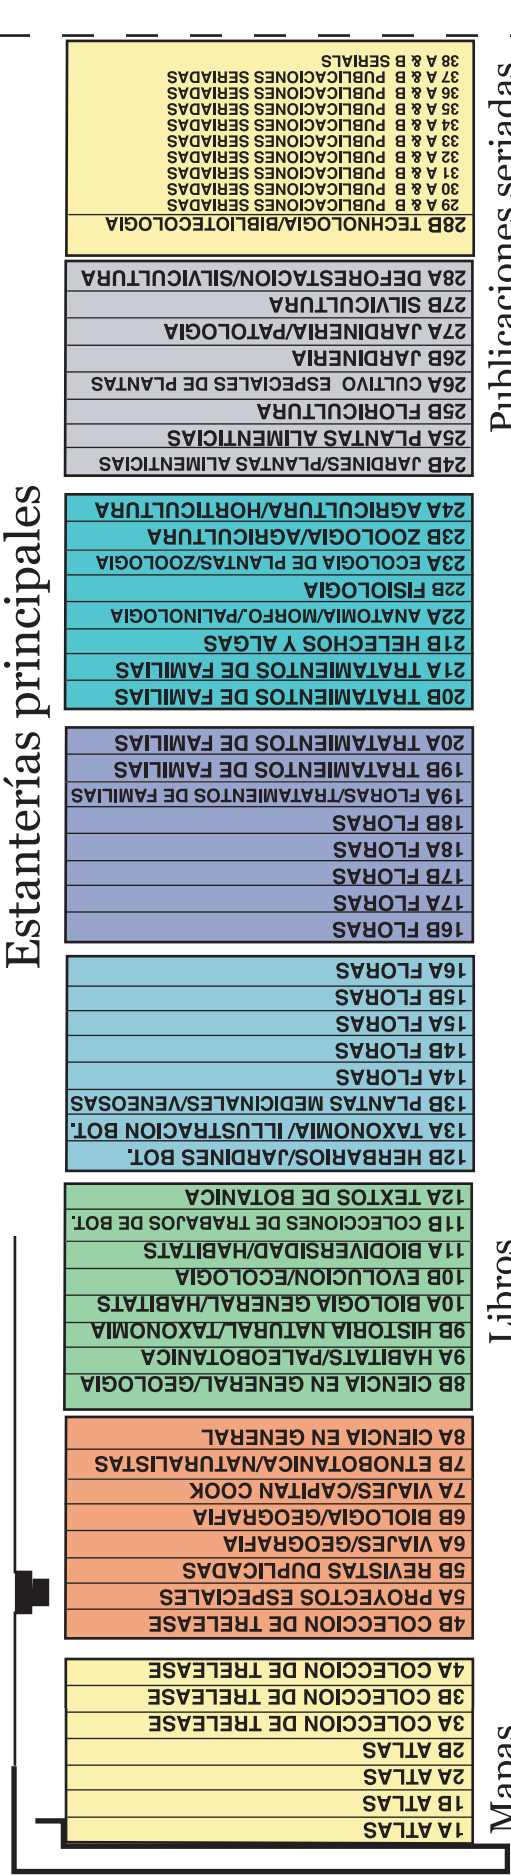 Estanterías principales
Publicaciones seriadas
Libros
Mapas
1A ATLAS
1B ATLAS
2A ATLAS
2B ATLAS
3A COLECCION DE TRELEASE
3B COLECCION DE TRELEASE
4A COLECCION DE TRELEASE
4B COLECCION DE TRELEASE
5A PROYECTOS ESPECIALES
5B REVISTAS DUPLICADAS
6A VIAJES/GEOGRAFIA
6B BIOLOGIA/GEOGRAFIA
7A VIAJES/CAPITAN COOK
7B ETNOBOTANICA/NATURALISTAS
8A CIENCIA EN GENERAL
8B CIENCIA EN GENERAL/GEOLOGIA
9A HABITATS/PALEOBOTANICA
9B HISTORIA NATURAL/TAXONOMIA
10A BIOLOGIA GENERAL/HABITATS
10B EVOLUCION/ECOLOGIA
11A BIODIVERSIDAD/HABITATS
11B COLECCIONES DE TRABAJOS DE BOT.
12A TEXTOS DE BOTANICA
12B HERBARIOS/JARDINES BOT.
13A TAXONOMIA/ ILLUSTRACION BOT.
13B PLANTAS MEDICINALES/VENEOSAS
14A FLORAS
14B FLORAS
15A FLORAS
15B FLORAS
16A FLORAS
16B FLORAS
17A FLORAS
17B FLORAS
18A FLORAS
18B FLORAS
19A FLORAS/TRATAMIENTOS DE FAMILIAS
19B TRATAMIENTOS DE FAMILIAS
20A TRATAMIENTOS DE FAMILIAS
20B TRATAMIENTOS DE FAMILIAS
21A TRATAMIENTOS DE FAMILIAS
21B HELECHOS Y ALGAS
22A ANATOMIA/MORFO./PALINOLOGIA
22B FISIOLOGIA
23A ECOLOGIA DE PLANTAS/ZOOLOGIA
23B ZOOLOGIA/AGRICULTURA
24A AGRICULTURA/HORTICULTURA
24B JARDINES/PLANTAS ALIMENTICIAS
25A PLANTAS ALIMENTICIAS
25B FLORICULTURA
26A CULTIVO ESPECIALES DE PLANTAS
26B JARDINERIA
27A JARDINERIA/PATOLOGIA
27B SILVICULTURA
28A DEFORESTACION/SILVICULTURA
28B TECHNOLOGIA/BIBLIOTECOLOGIA
29 A & B PUBLICACIONES SERIADAS
30 A & B PUBLICACIONES SERIADAS
31 A & B PUBLICACIONES SERIADAS
32 A & B PUBLICACIONES SERIADAS
33 A & B PUBLICACIONES SERIADAS
34 A & B PUBLICACIONES SERIADAS
35 A & B PUBLICACIONES SERIADAS
36 A & B PUBLICACIONES SERIADAS
37 A & B PUBLICACIONES SERIADAS
38 A & B SERIALS